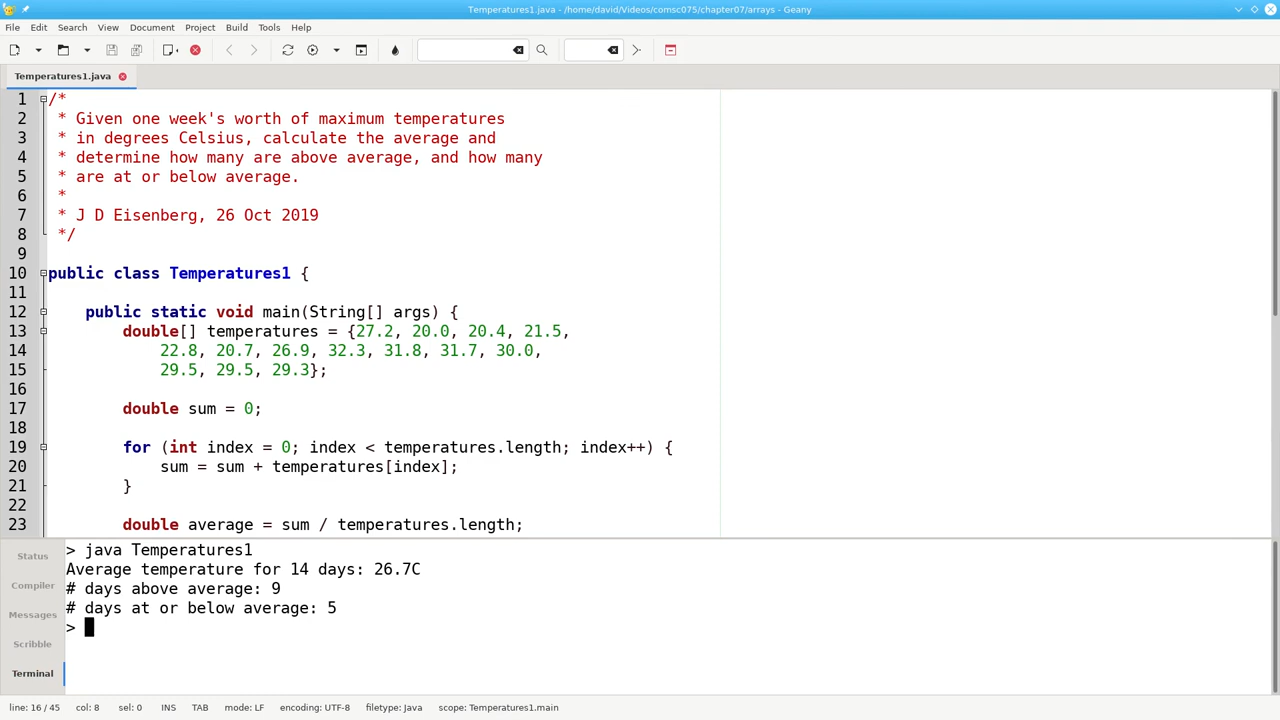 Temperatures1.java - /home/david/Videos/comsc075/chapter07/arrays - Geany
File Edit Search View Document Project Build Tools Help
Temperatures1.java
1 /*
2  * Given one week's worth of maximum temperatures
3  * in degrees Celsius, calculate the average and
4  * determine how many are above average, and how many
5  * are at or below average.
6  *
7  * J D Eisenberg, 26 Oct 2019
8  */
9
10 public class Temperatures1 {
11
12     public static void main(String[] args) {
13         double[] temperatures = {27.2, 20.0, 20.4, 21.5,
14             22.8, 20.7, 26.9, 32.3, 31.8, 31.7, 30.0,
15             29.5, 29.5, 29.3};
16
17         double sum = 0;
18
19         for (int index = 0; index < temperatures.length; index++) {
20             sum = sum + temperatures[index];
21         }
22
23         double average = sum / temperatures.length;
Status
Compiler
Messages
Scribble
Terminal
> java Temperatures1
Average temperature for 14 days: 26.7C
# days above average: 9
# days at or below average: 5
>
line: 16 / 45 col: 8 sel: 0 INS TAB mode: LF encoding: UTF-8 filetype: Java scope: Temperatures1.main